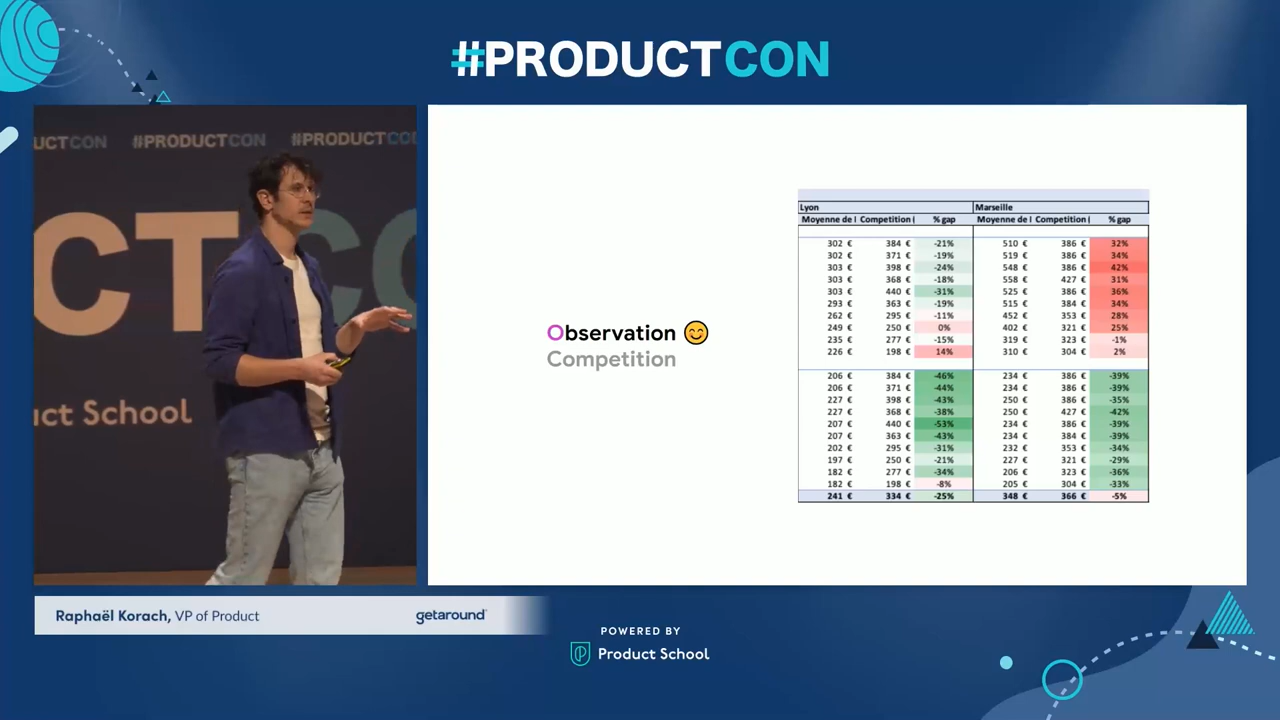 #PRODUCTCON
UCTCON #PRODUCTCON #PRODUCTCO
CT C
uct School
Observation 😊
Competition
Lyon Marseille
Moyenne de l Competition ( % gap Moyenne de l Competition ( % gap
302 € 384 € -21% 510 € 386 € 32%
302 € 371 € -19% 519 € 386 € 34%
303 € 398 € -24% 548 € 386 € 42%
303 € 368 € -18% 558 € 427 € 31%
303 € 440 € -31% 525 € 386 € 36%
293 € 363 € -19% 515 € 384 € 34%
262 € 295 € -11% 452 € 353 € 28%
249 € 250 € 0% 402 € 321 € 25%
235 € 277 € -15% 319 € 323 € -1%
226 € 198 € 14% 310 € 304 € 2%
206 € 384 € -46% 234 € 386 € -39%
206 € 371 € -44% 234 € 386 € -39%
227 € 398 € -43% 250 € 386 € -35%
227 € 368 € -38% 250 € 427 € -42%
207 € 440 € -53% 234 € 386 € -39%
207 € 363 € -43% 234 € 384 € -39%
202 € 295 € -31% 232 € 353 € -34%
197 € 250 € -21% 227 € 321 € -29%
182 € 277 € -34% 206 € 323 € -36%
182 € 198 € -8% 205 € 304 € -33%
241 € 334 € -25% 348 € 366 € -5%
Raphaël Korach, VP of Product getaround
POWERED BY
Product School